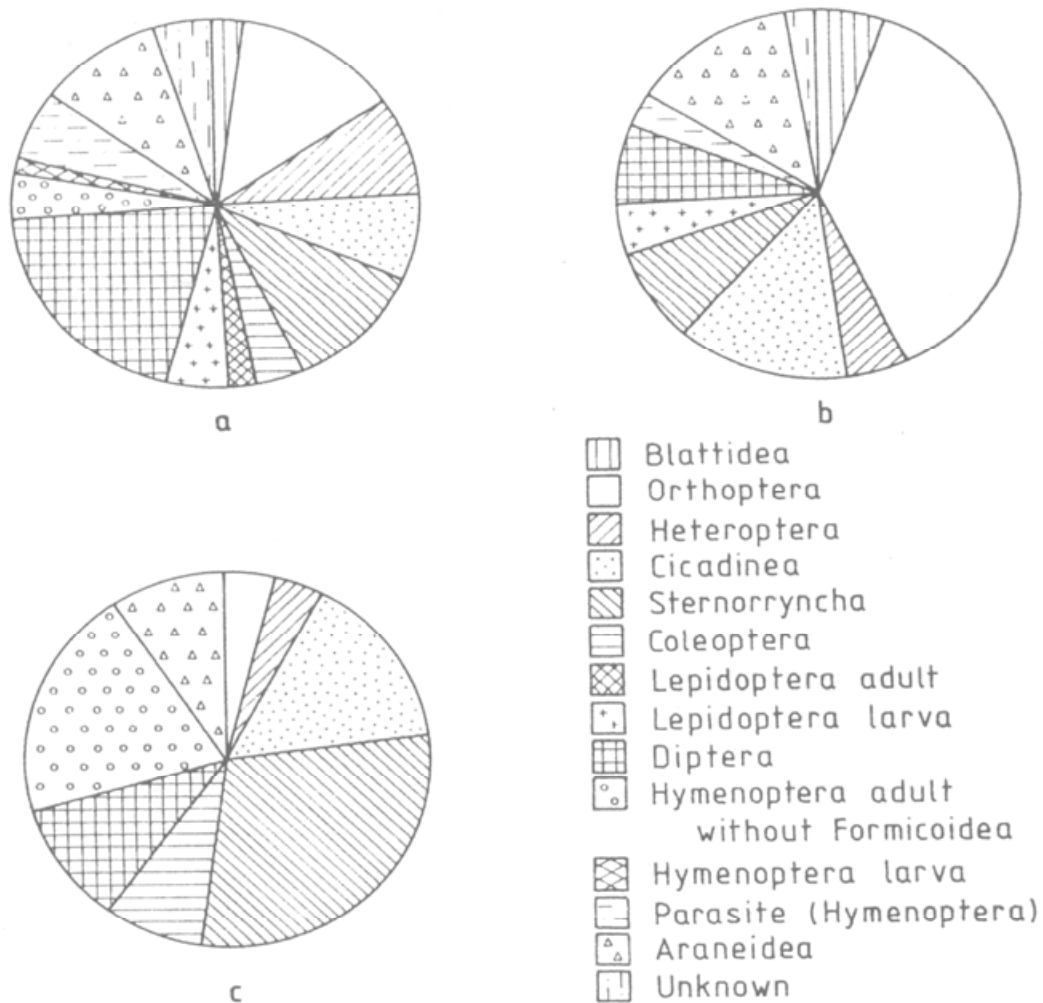 a
b
Blattidea
Orthoptera
Heteroptera
Cicadinea
Sternorryncha
Coleoptera
Lepidoptera adult
Lepidoptera larva
Diptera
Hymenoptera adult
without Formicoidea
Hymenoptera larva
Parasite (Hymenoptera)
Araneidea
Unknown
c